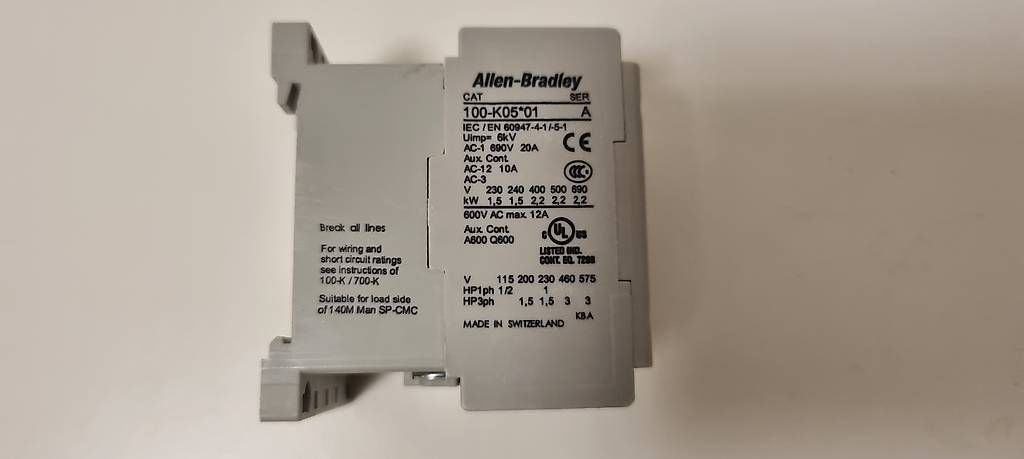 Allen-Bradley
CAT SER
100-K05*01 A
IEC / EN 60947-4-1/-5-1
Uimp= 6kV
AC-1 690V 20A
CE
Aux. Cont.
AC-12 10A
CCC
AC-3
V 230 240 400 500 690
kW 1,5 1,5 2,2 2,2 2,2
600V AC max. 12A
Aux. Cont.
A600 Q600
C UL US
LISTED IND.
CONT. EQ.
V 115 200 230 460 575
HP1ph 1/2 1
HP3ph 1,5 1,5 3 3
KBA
MADE IN SWITZERLAND
Break all lines
For wiring and
short circuit ratings
see instructions of
100-K / 700-K
Suitable for load side
of 140M Man SP-CMC